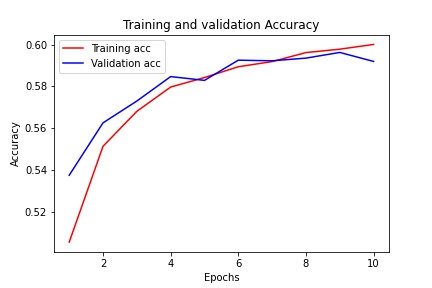 Training and validation Accuracy
0.60
Training acc
Validation acc
0.58
0.56
Accuracy
0.54
0.52
2 4 6 8 10
Epochs